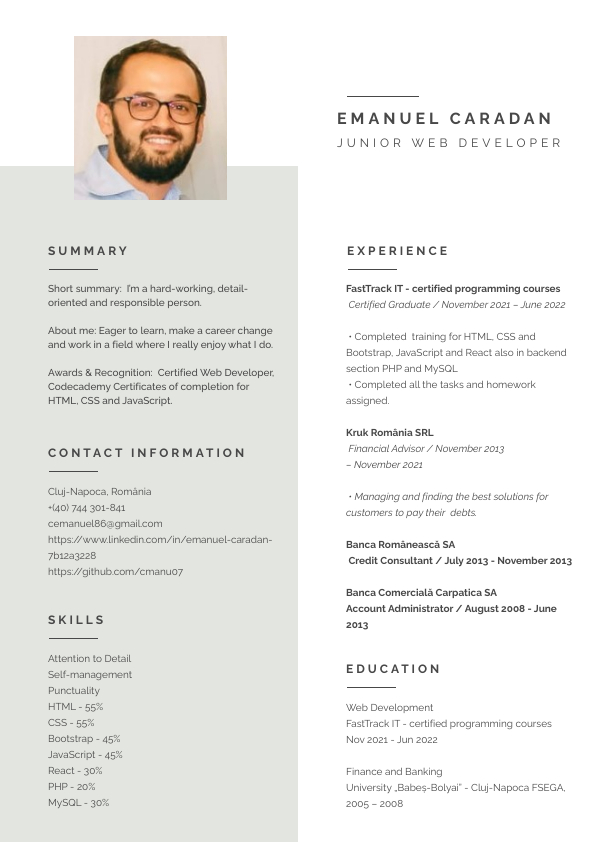 EMANUEL CARADAN
JUNIOR WEB DEVELOPER
SUMMARY
Short summary:  I'm a hard-working, detail-
oriented and responsible person.
About me: Eager to learn, make a career change
and work in a field where I really enjoy what I do.
Awards & Recognition:  Certified Web Developer,
Codecademy Certificates of completion for
HTML, CSS and JavaScript.
CONTACT INFORMATION
Cluj-Napoca, România
+(40) 744 301-841
cemanuel86@gmail.com
https://www.linkedin.com/in/emanuel-caradan-
7b12a3228
https://github.com/cmanu07
SKILLS
Attention to Detail
Self-management
Punctuality
HTML - 55%
CSS - 55%
Bootstrap - 45%
JavaScript - 45%
React - 30%
PHP - 20%
MySQL - 30%
EXPERIENCE
FastTrack IT - certified programming courses
Certified Graduate / November 2021 – June 2022
• Completed  training for HTML, CSS and
Bootstrap, JavaScript and React also in backend
section PHP and MySQL
• Completed all the tasks and homework
assigned.
Kruk România SRL
Financial Advisor / November 2013
– November 2021
• Managing and finding the best solutions for
customers to pay their  debts.
Banca Românească SA
Credit Consultant / July 2013 - November 2013
Banca Comercială Carpatica SA
Account Administrator / August 2008 - June
2013
EDUCATION
Web Development
FastTrack IT - certified programming courses
Nov 2021 - Jun 2022
Finance and Banking
University „Babeș-Bolyai” - Cluj-Napoca FSEGA,
2005 – 2008